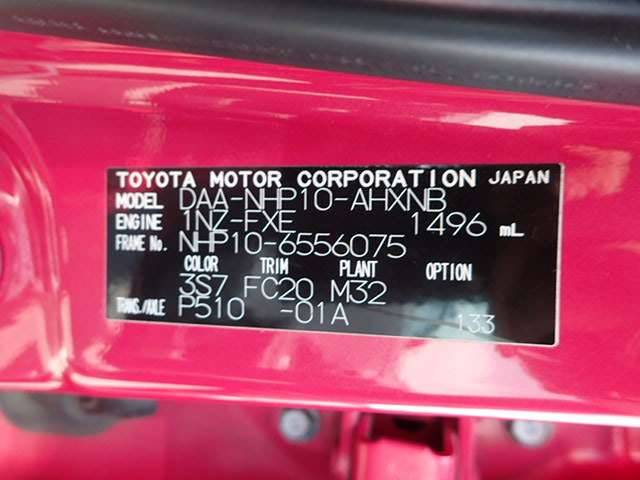 TOYOTA MOTOR CORPORATION JAPAN
MODEL DAA-NHP10-AHXNB
ENGINE 1NZ-FXE 1496 mL
FRAME No. NHP10-6556075
COLOR TRIM PLANT OPTION
3S7 FC20 M32
TRANS./AXLE P510 -01A 133